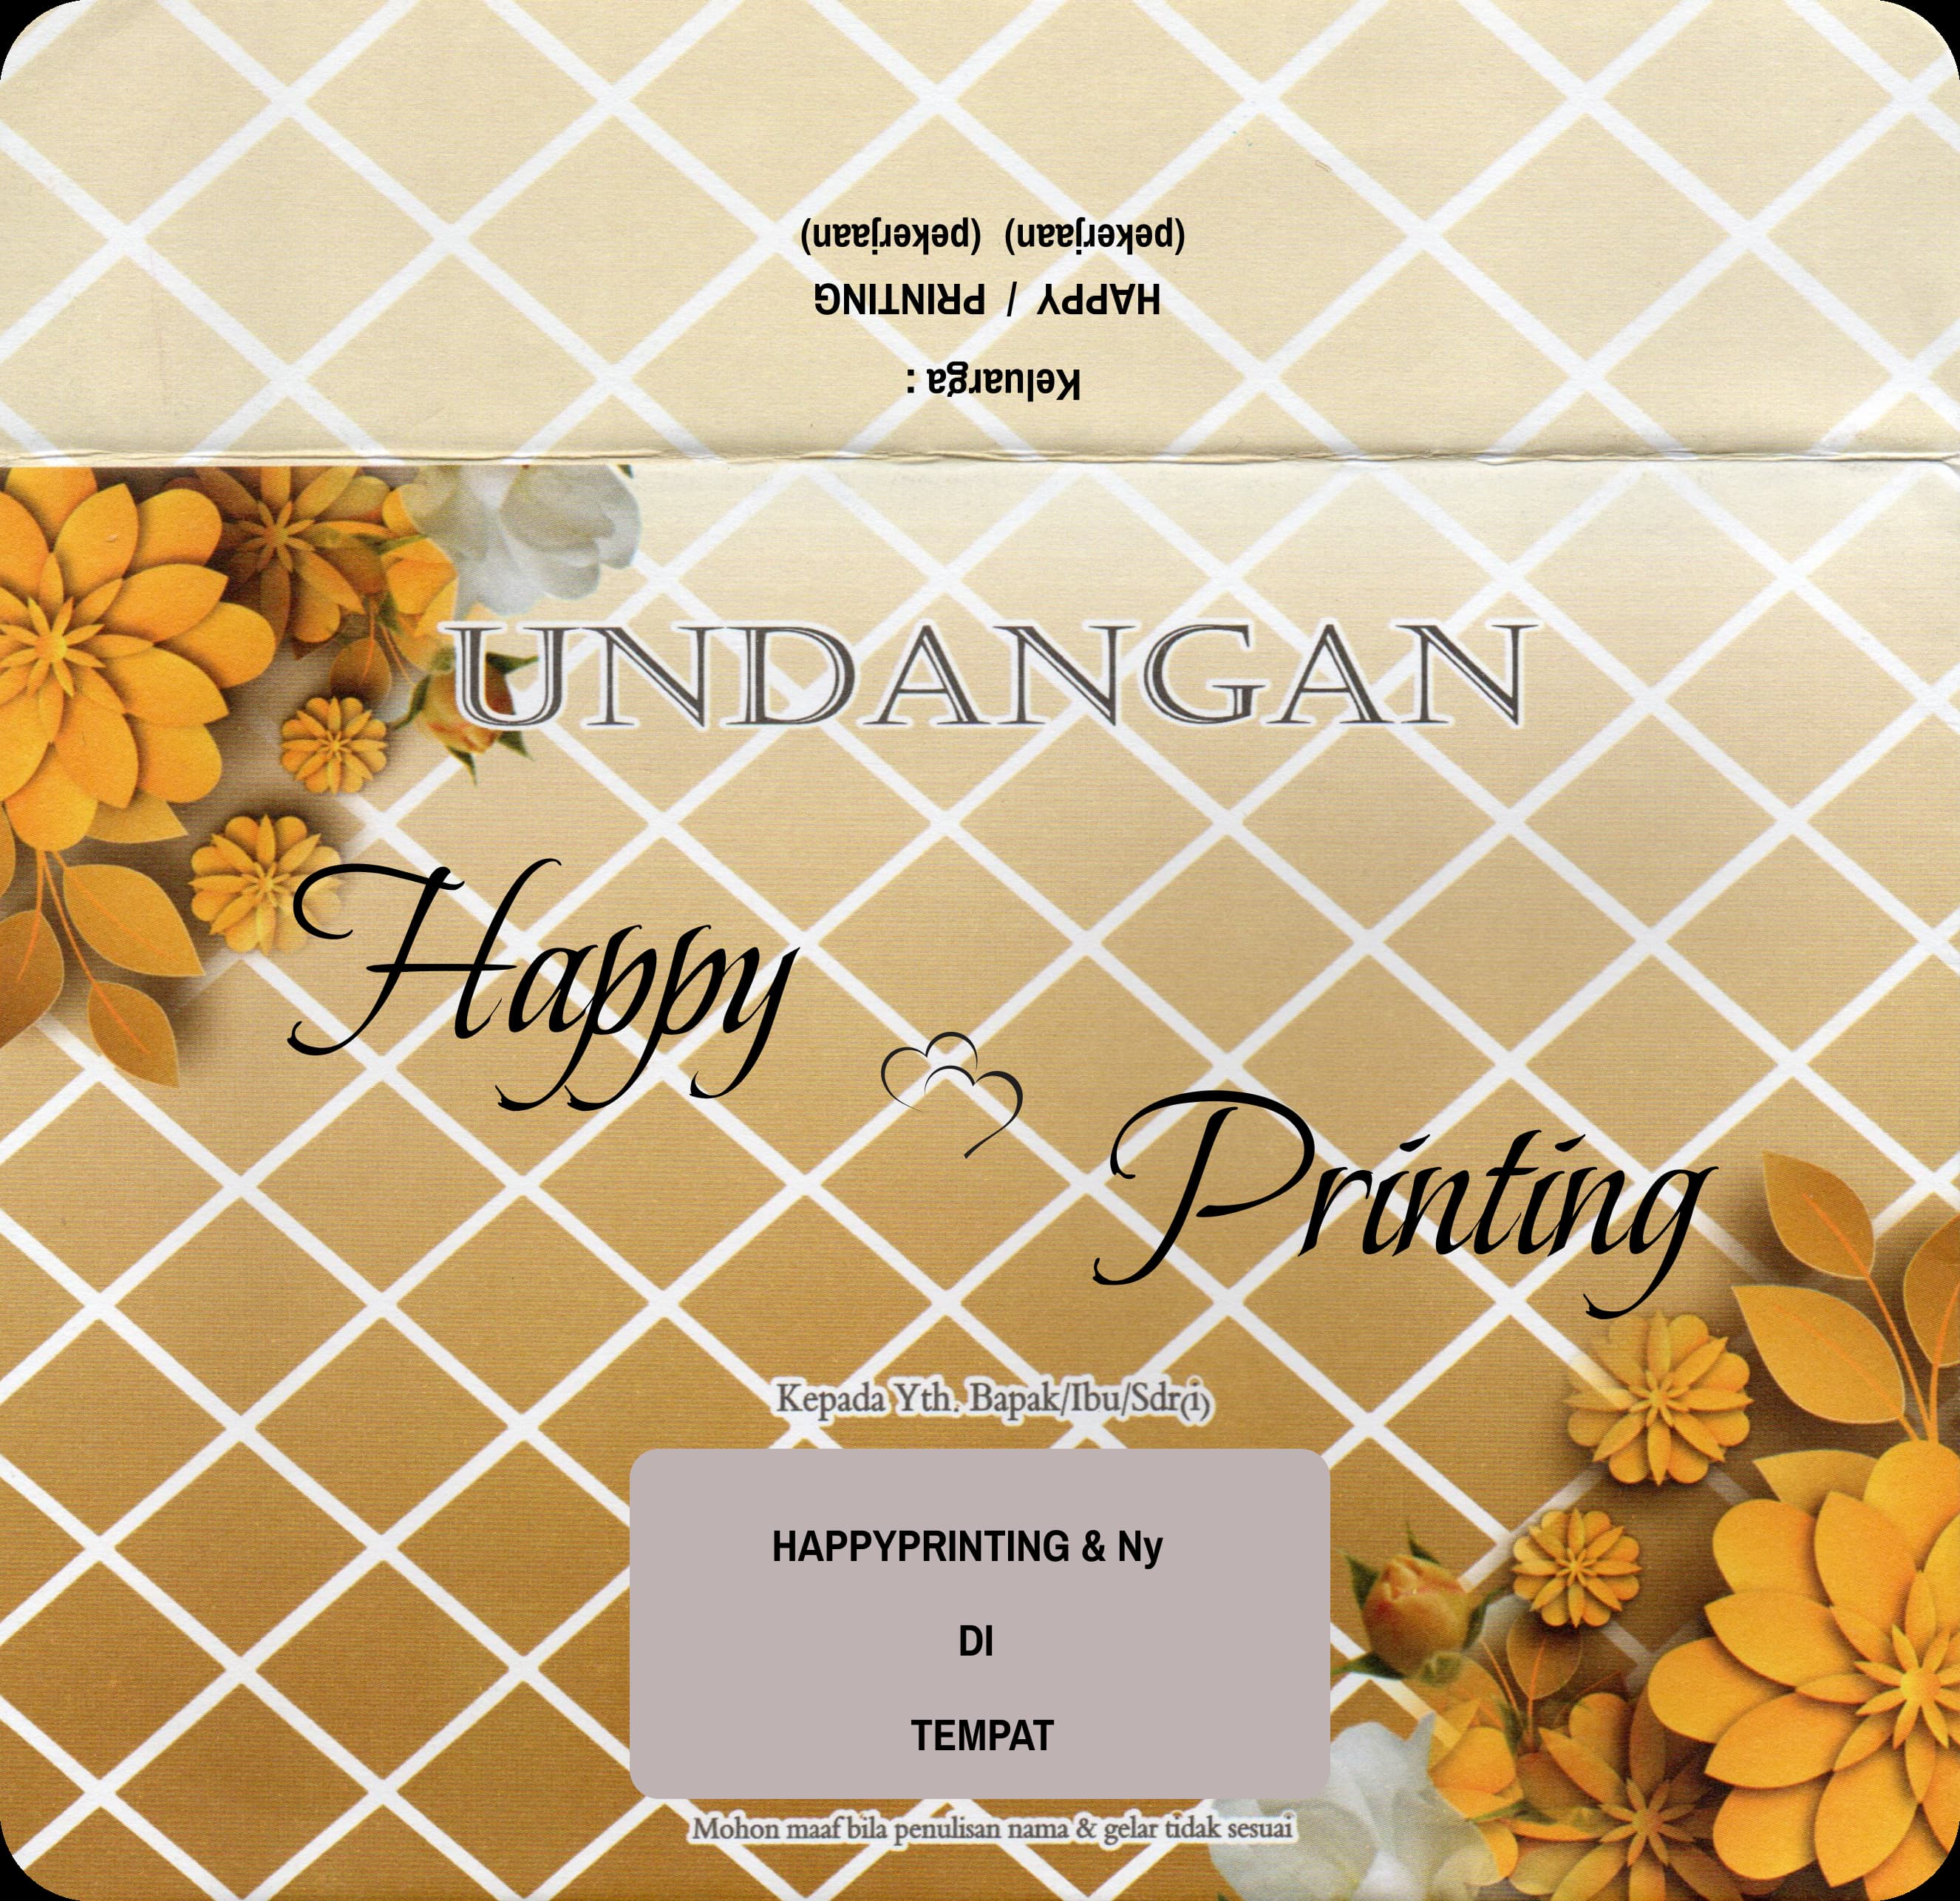 Keluarga :
HAPPY / PRINTING
(pekerjaan) (pekerjaan)
UNDANGAN
Happy
Printing
Kepada Yth. Bapak/Ibu/Sdr(i)
HAPPYPRINTING & Ny
DI
TEMPAT
Mohon maaf bila penulisan nama & gelar tidak sesuai